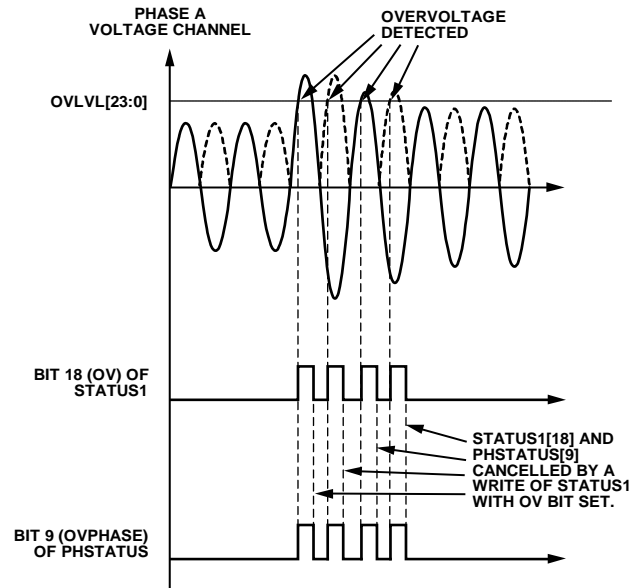 PHASE A
VOLTAGE CHANNEL
OVERVOLTAGE
DETECTED
OVLVL[23:0]
BIT 18 (OV) OF
STATUS1
STATUS1[18] AND
PHSTATUS[9]
CANCELLED BY A
WRITE OF STATUS1
WITH OV BIT SET.
BIT 9 (OVPHASE)
OF PHSTATUS